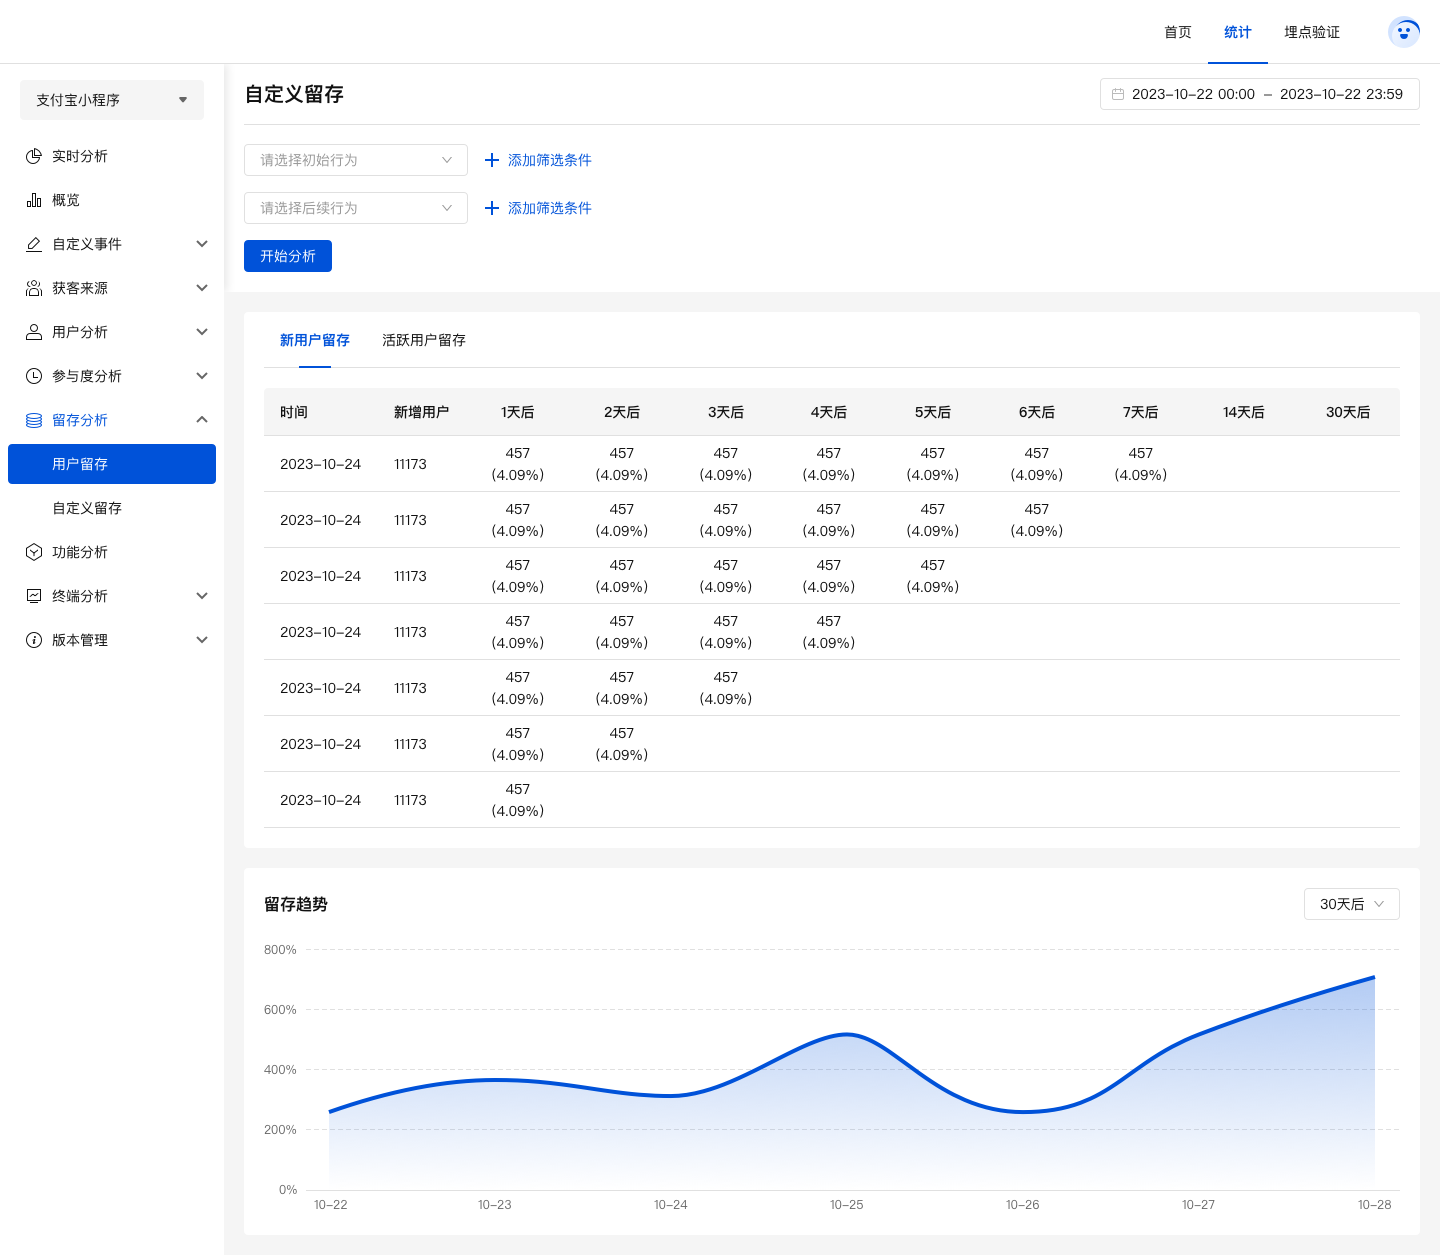 首页 统计 埋点验证
支付宝小程序
实时分析
概览
自定义事件
获客来源
用户分析
参与度分析
留存分析
用户留存
自定义留存
功能分析
终端分析
版本管理
自定义留存
2023-10-22 00:00 – 2023-10-22 23:59
请选择初始行为 添加筛选条件
请选择后续行为 添加筛选条件
开始分析
新用户留存 活跃用户留存
时间 新增用户 1天后 2天后 3天后 4天后 5天后 6天后 7天后 14天后 30天后
457 457 457 457 457 457 457
2023-10-24 11173
(4.09%) (4.09%) (4.09%) (4.09%) (4.09%) (4.09%) (4.09%)
457 457 457 457 457 457
2023-10-24 11173
(4.09%) (4.09%) (4.09%) (4.09%) (4.09%) (4.09%)
457 457 457 457 457
2023-10-24 11173
(4.09%) (4.09%) (4.09%) (4.09%) (4.09%)
457 457 457 457
2023-10-24 11173
(4.09%) (4.09%) (4.09%) (4.09%)
457 457 457
2023-10-24 11173
(4.09%) (4.09%) (4.09%)
457 457
2023-10-24 11173
(4.09%) (4.09%)
457
2023-10-24 11173
(4.09%)
留存趋势 30天后
800%
600%
400%
200%
0%
10-22 10-23 10-24 10-25 10-26 10-27 10-28